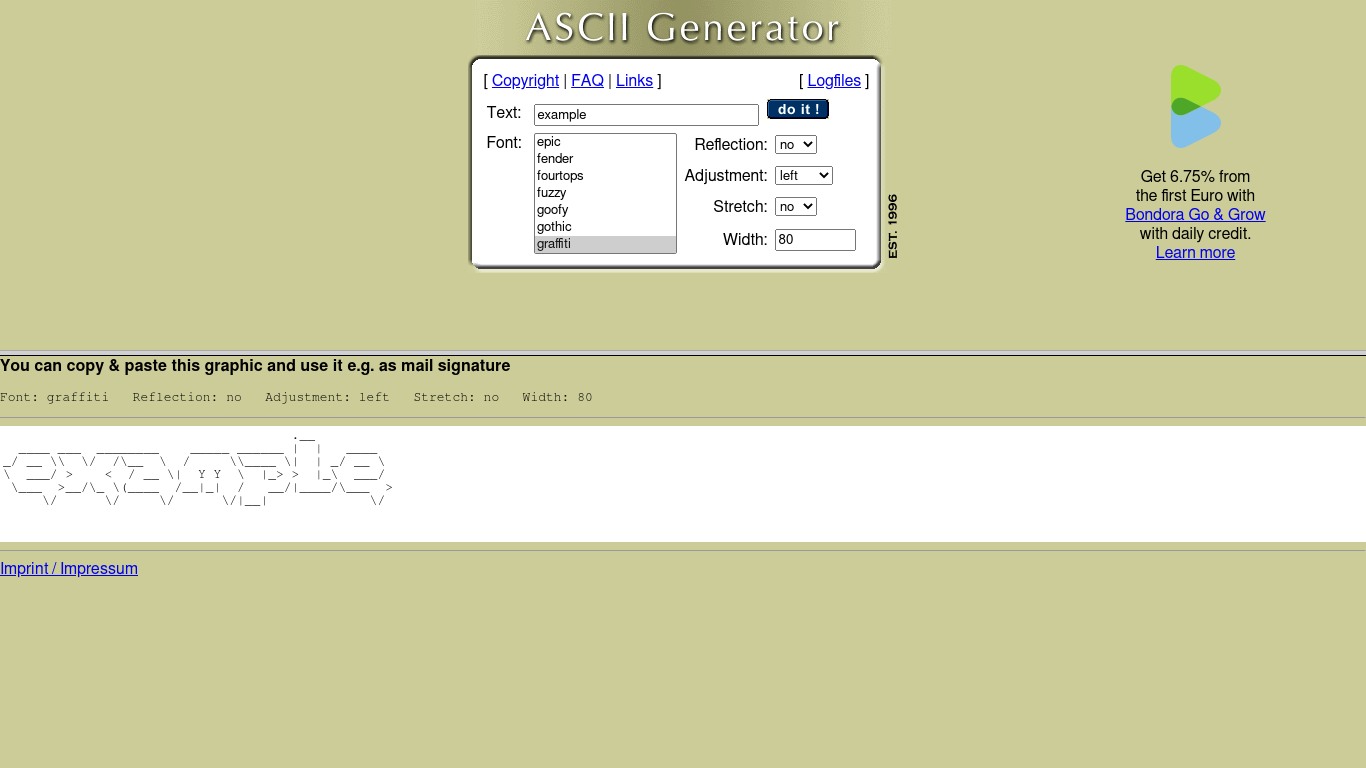 ASCII Generator
[ Copyright | FAQ | Links ] [ Logfiles ]
Text: example do it !
Font: epic
fender
fourtops
fuzzy
goofy
gothic
graffiti
Reflection: no
Adjustment: left
Stretch: no
Width: 80
EST. 1996
Get 6.75% from
the first Euro with
Bondora Go & Grow
with daily credit.
Learn more
You can copy & paste this graphic and use it e.g. as mail signature
Font: graffiti Reflection: no Adjustment: left Stretch: no Width: 80
example
Imprint / Impressum